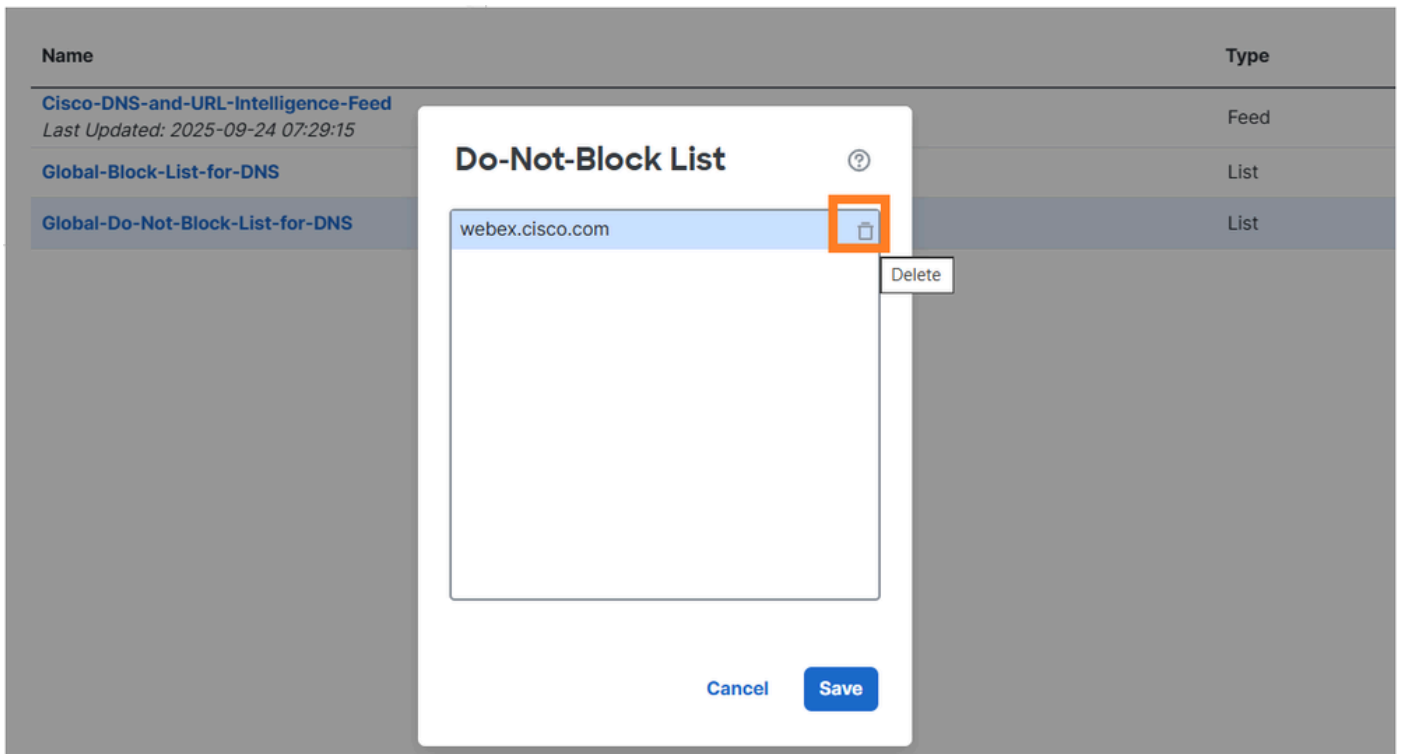 Name Type
Cisco-DNS-and-URL-Intelligence-Feed
Last Updated: 2025-09-24 07:29:15
Feed
Do-Not-Block List
?
Global-Block-List-for-DNS
List
Global-Do-Not-Block-List-for-DNS
List
webex.cisco.com
Delete
Cancel Save